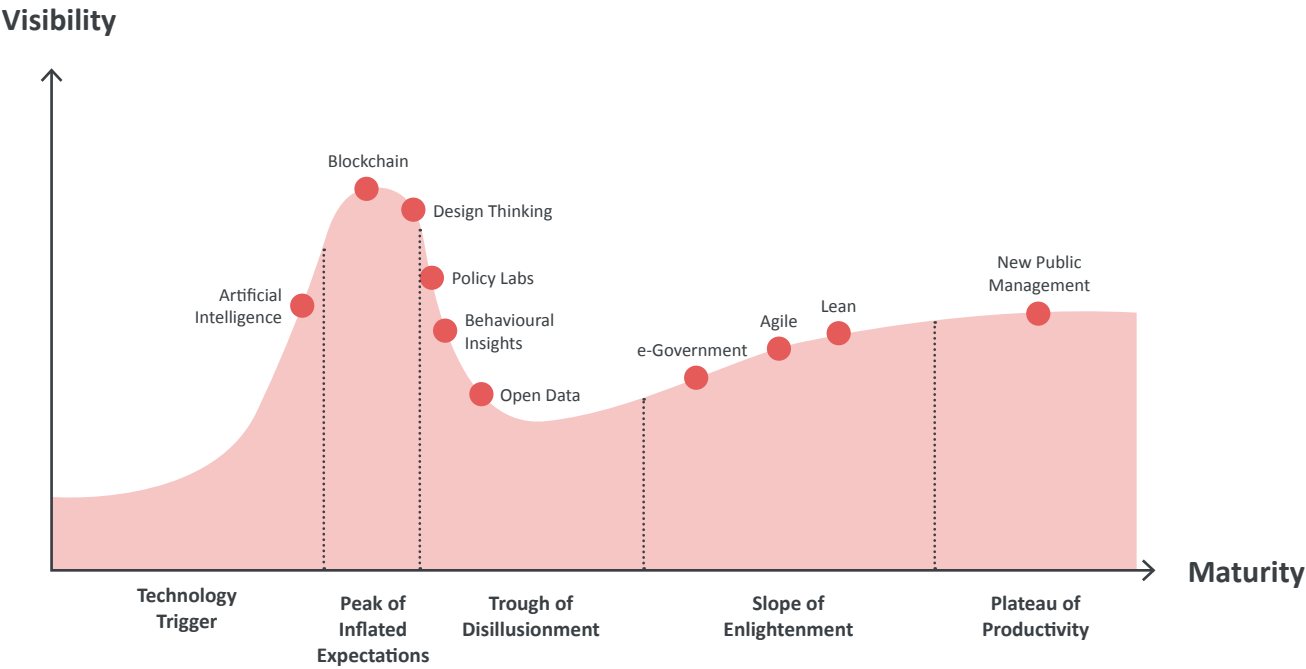 Visibility
Blockchain
Design Thinking
Policy Labs
Artificial
Intelligence
Behavioural
Insights
Open Data
e-Government
Agile
Lean
New Public
Management
Maturity
Technology
Trigger
Peak of
Inflated
Expectations
Trough of
Disillusionment
Slope of
Enlightenment
Plateau of
Productivity